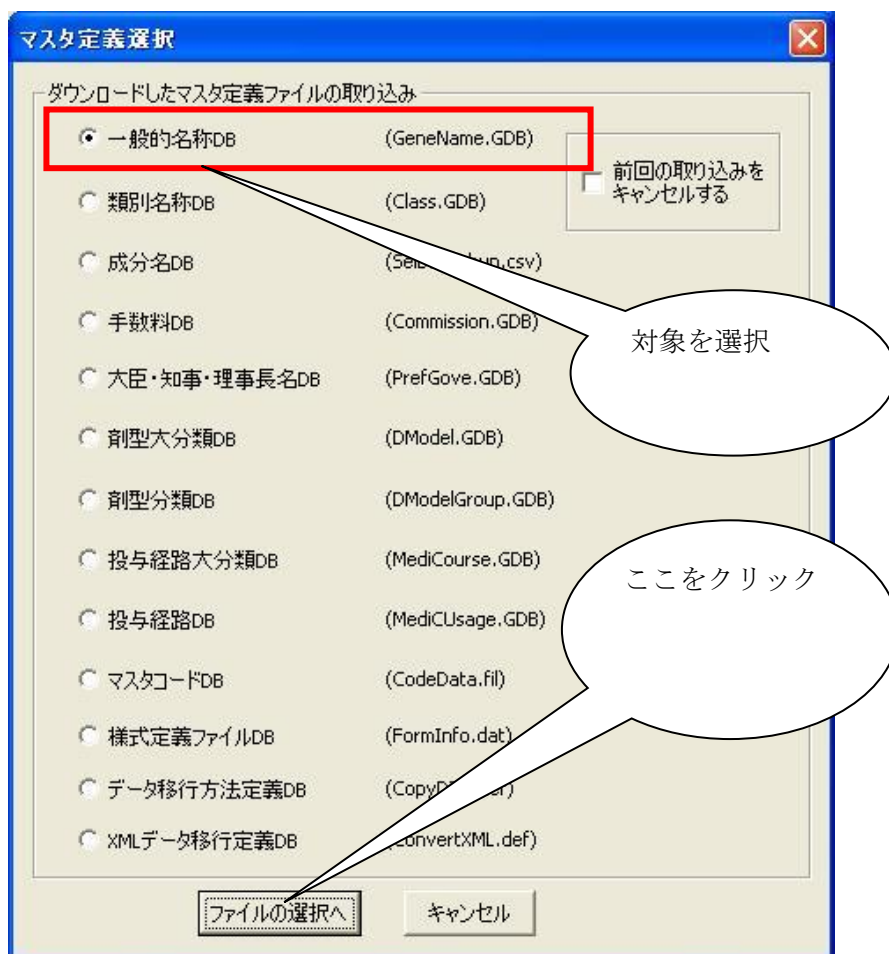 マスタ定義選択
ダウンロードしたマスタ定義ファイルの取り込み
一般的名称DB (GeneName.GDB)
前回の取り込みを
キャンセルする
類別名称DB (Class.GDB)
成分名DB .csv)
手数料DB (Commission.GDB)
対象を選択
大臣・知事・理事長名DB (PrefGove.GDB)
剤型大分類DB (DModel.GDB)
剤型分類DB (DModelGroup.GDB)
投与経路大分類DB (MediCourse.GDB)
ここをクリック
投与経路DB (MediCUsage.GDB)
マスタコードDB (CodeData.fil)
様式定義ファイルDB (FormInfo.dat)
データ移行方法定義DB
XMLデータ移行定義DB (ConvertXML.def)
ファイルの選択へ キャンセル